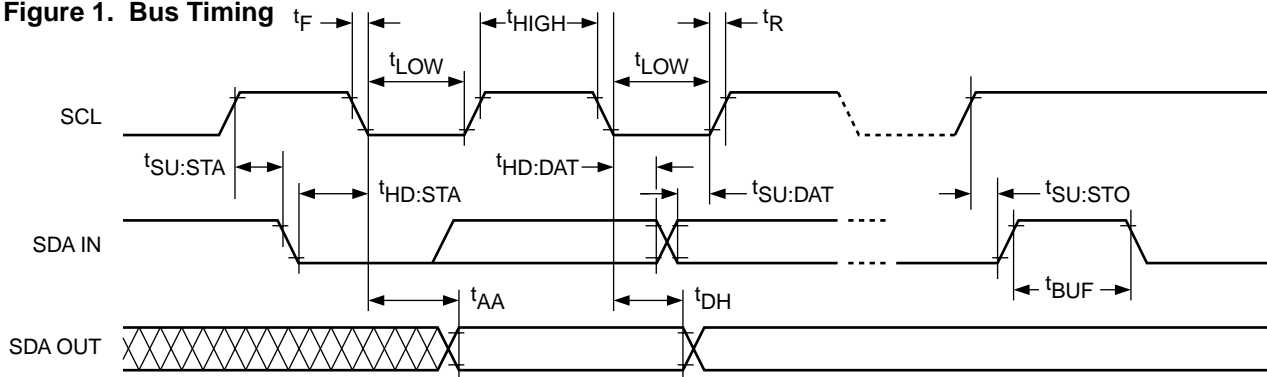 Figure 1. Bus Timing
tF
tHIGH
tR
tLOW
tLOW
SCL
tSU:STA
tHD:STA
tHD:DAT
tSU:DAT
tSU:STO
SDA IN
tBUF
tAA
tDH
SDA OUT